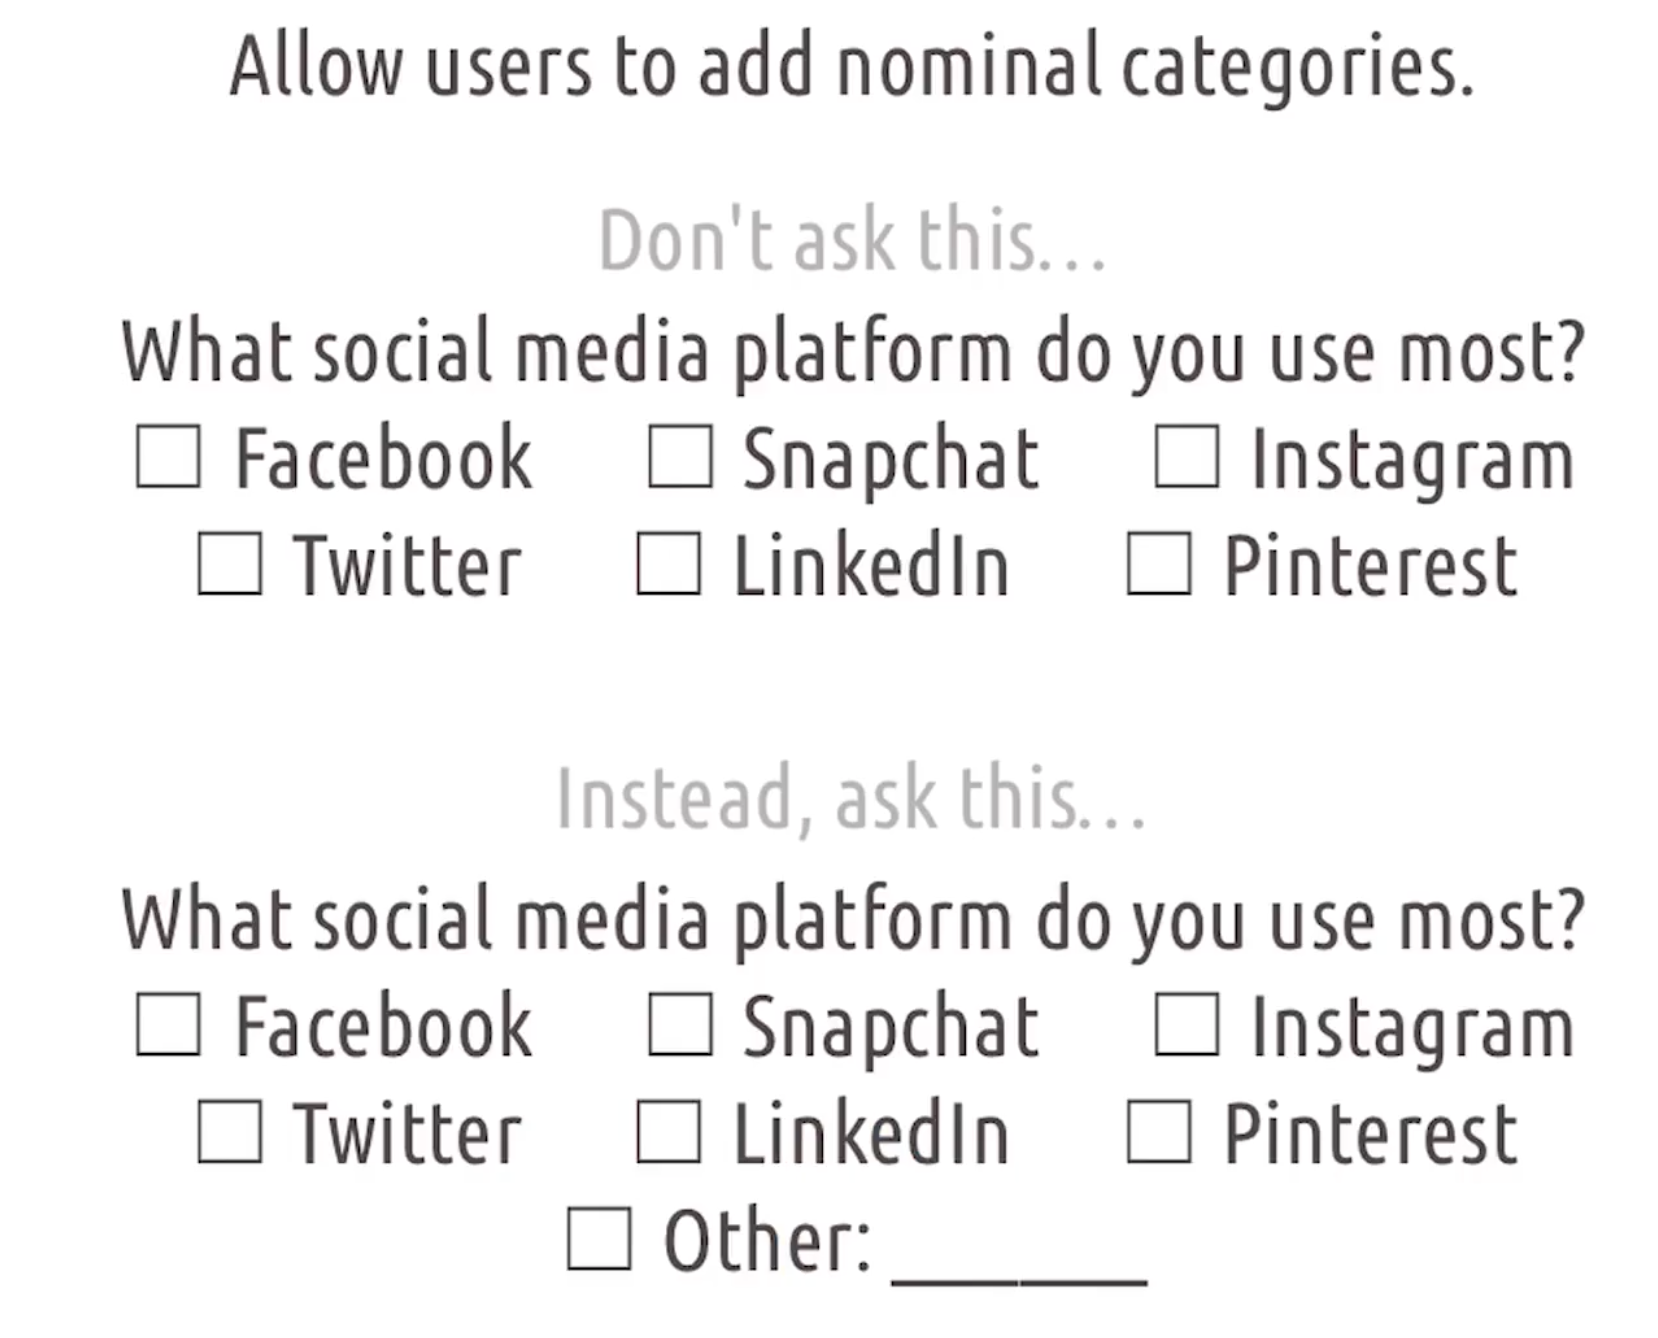 Allow users to add nominal categories.
Don't ask this...
What social media platform do you use most?
☐ Facebook ☐ Snapchat ☐ Instagram
☐ Twitter ☐ LinkedIn ☐ Pinterest
Instead, ask this...
What social media platform do you use most?
☐ Facebook ☐ Snapchat ☐ Instagram
☐ Twitter ☐ LinkedIn ☐ Pinterest
☐ Other: ______